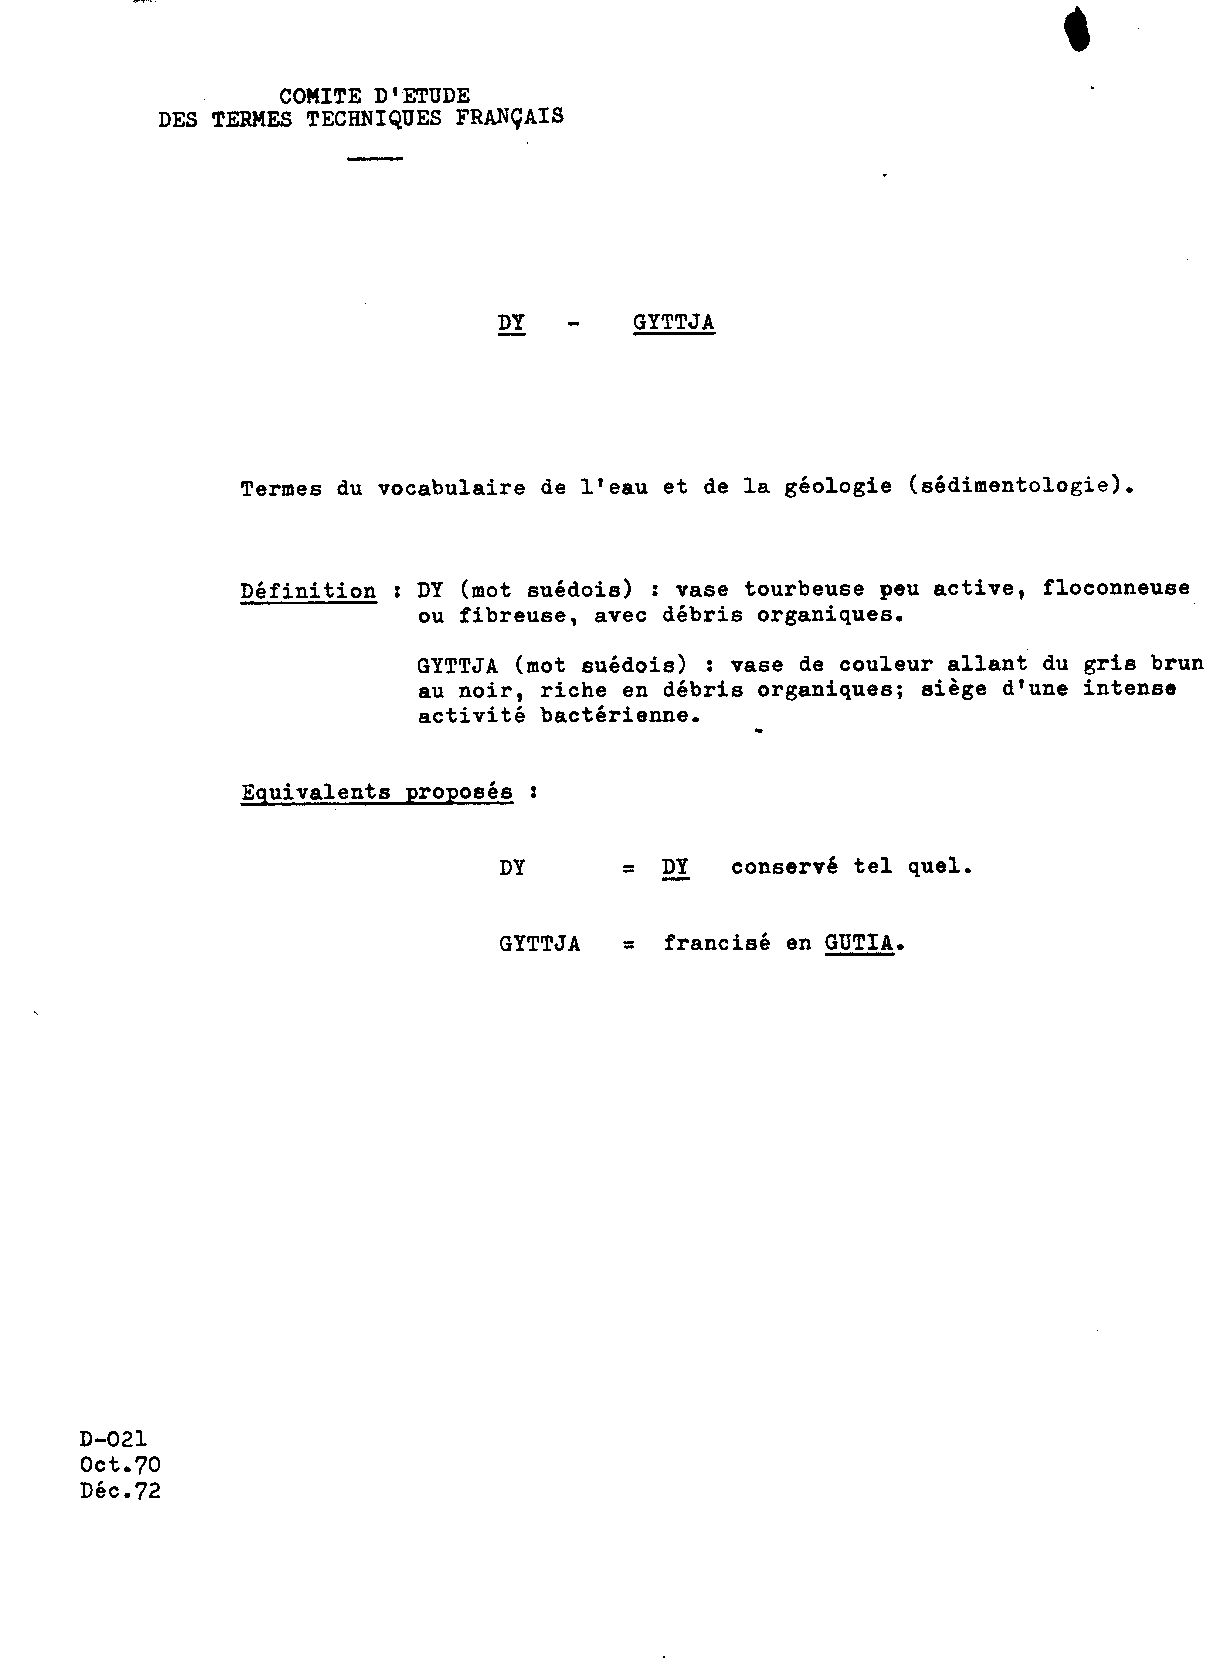 COMITE D'ETUDE
DES TERMES TECHNIQUES FRANÇAIS
DY - GYTTJA
Termes du vocabulaire de l'eau et de la géologie (sédimentologie).
Définition : DY (mot suédois) : vase tourbeuse peu active, floconneuse
ou fibreuse, avec débris organiques.
GYTTJA (mot suédois) : vase de couleur allant du gris brun
au noir, riche en débris organiques; siège d'une intense
activité bactérienne.
Equivalents proposés :
DY = DY conservé tel quel.
GYTTJA = francisé en GUTIA.
D-021
Oct.70
Déc.72